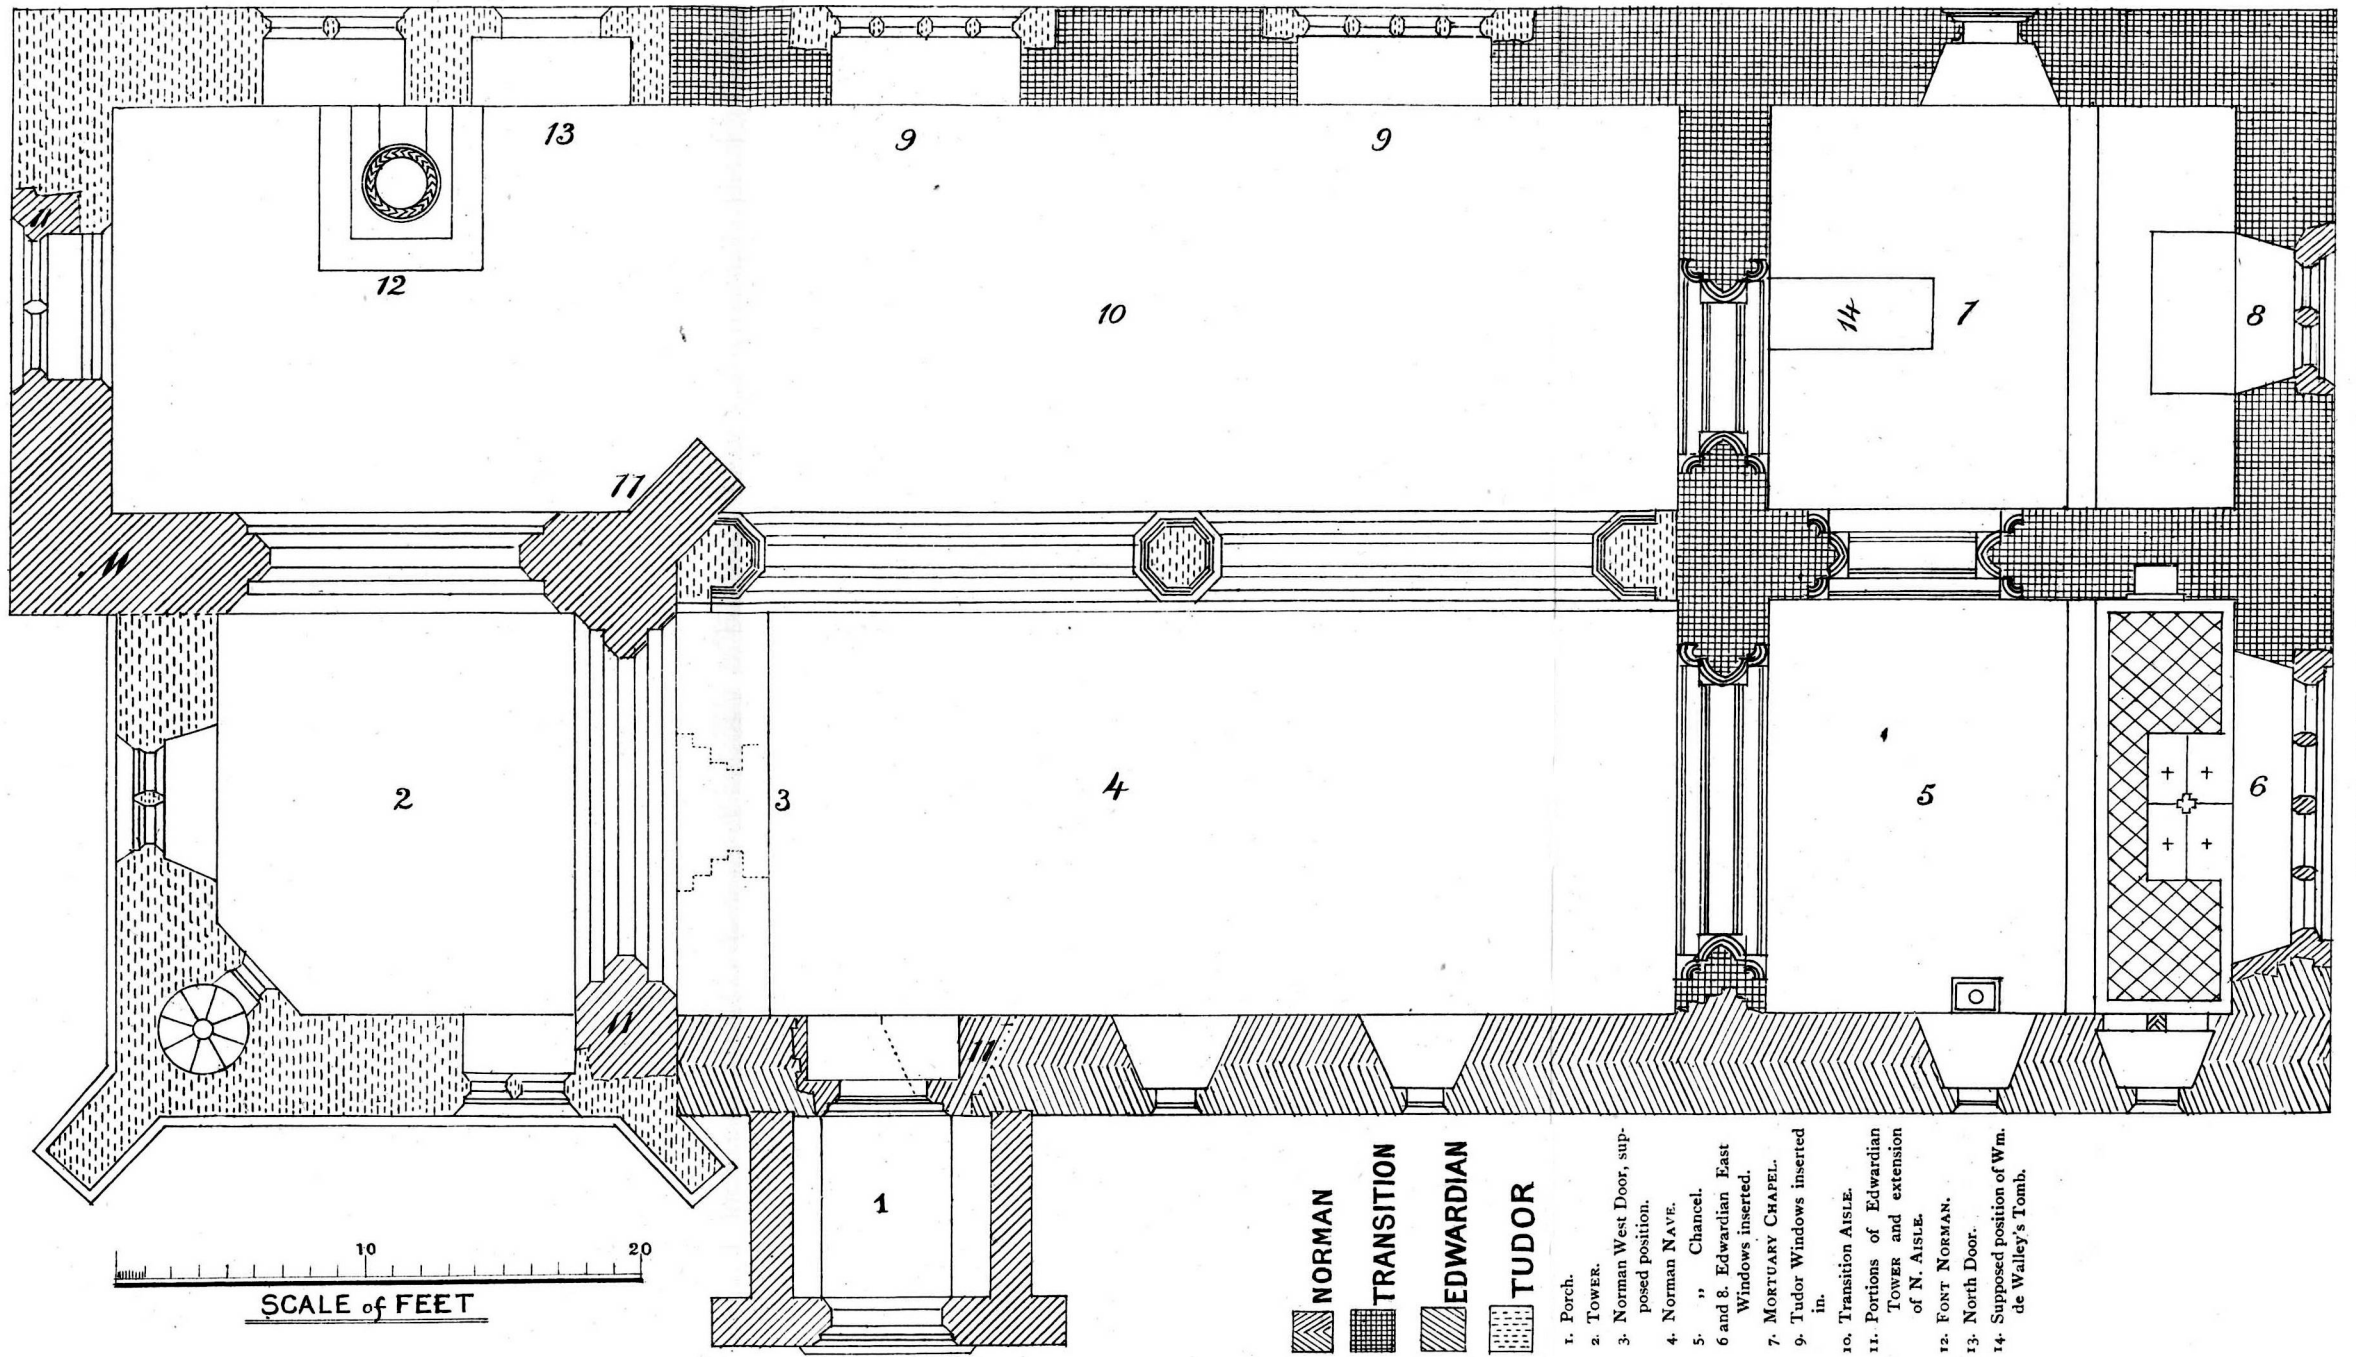 13
9
9
11
12
10
14
7
8
11
11
2
3
4
5
6
11
11
1
10
20
SCALE of FEET
NORMAN
TRANSITION
EDWARDIAN
TUDOR
1. Porch.
2. TOWER.
3. Norman West Door, sup-
posed position.
4. Norman NAVE.
5. „ Chancel.
6 and 8. Edwardian East
Windows inserted.
7. MORTUARY CHAPEL.
9. Tudor Windows inserted
in.
10. Transition AISLE.
11. Portions of Edwardian
TOWER and extension
of N. AISLE.
12. FONT NORMAN.
13. North Door.
14. Supposed position of Wm.
de Walley's Tomb.